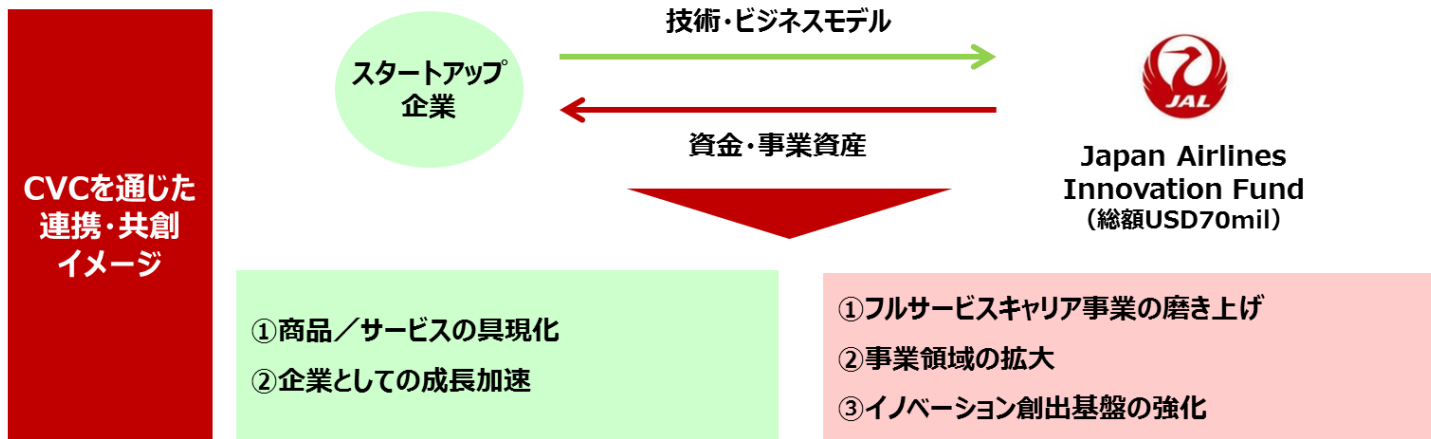 CVCを通じた
連携・共創
イメージ
スタートアップ
企業
技術・ビジネスモデル
資金・事業資産
JAL
Japan Airlines
Innovation Fund
（総額USD70mil）
①商品／サービスの具現化
②企業としての成長加速
①フルサービスキャリア事業の磨き上げ
②事業領域の拡大
③イノベーション創出基盤の強化